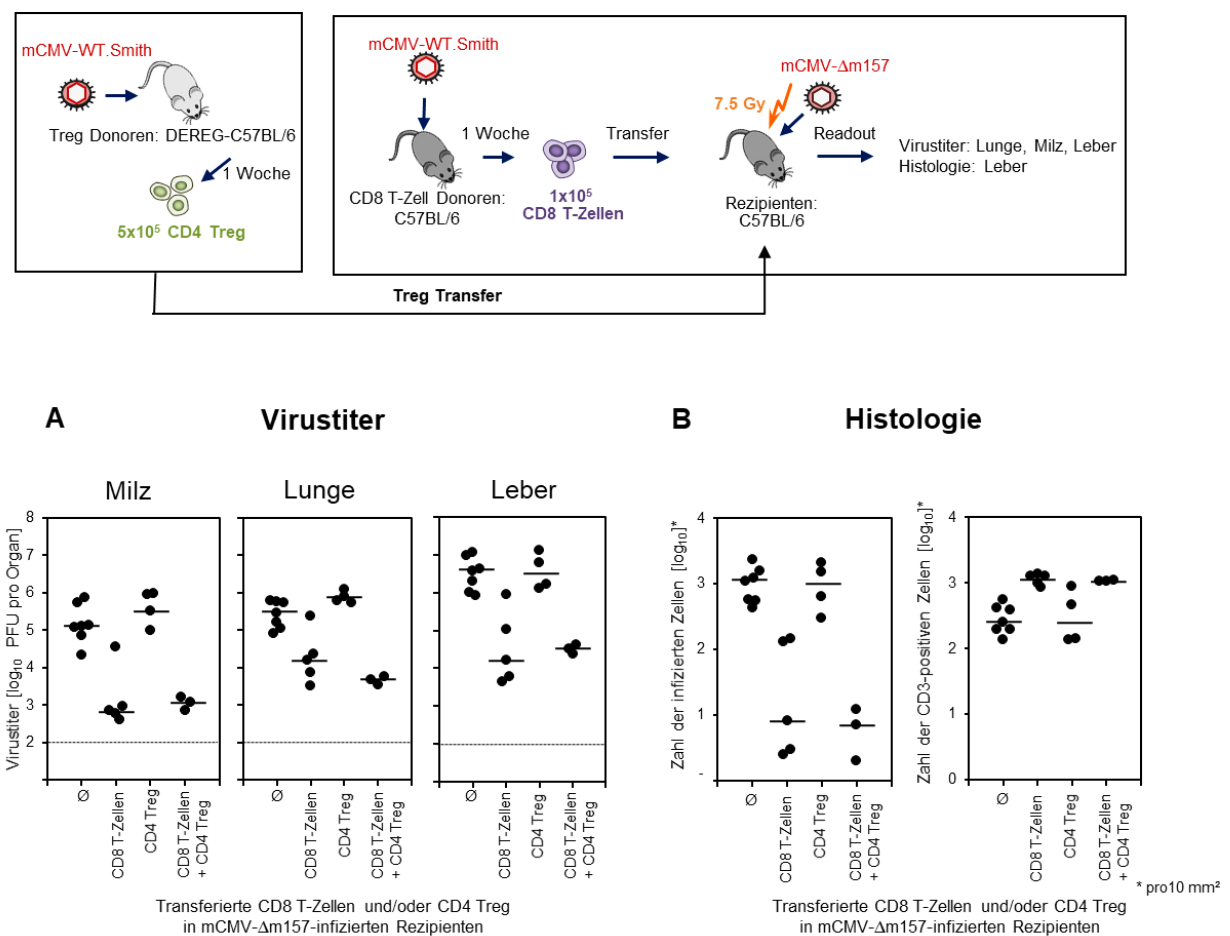 mCMV-WT.Smith
Treg Donoren: DEREG-C57BL/6
1 Woche
5x10⁵ CD4 Treg
mCMV-WT.Smith
1 Woche
Transfer
CD8 T-Zell Donoren:
C57BL/6
1x10⁵
CD8 T-Zellen
mCMV-Δm157
7.5 Gy
Readout
Rezipienten:
C57BL/6
Virustiter: Lunge, Milz, Leber
Histologie: Leber
Treg Transfer
A
Virustiter
Milz
Lunge
Leber
Virustiter [log₁₀ PFU pro Organ]
8
7
6
5
4
3
2
∅
CD8 T-Zellen
CD4 Treg
CD8 T-Zellen
+ CD4 Treg
∅
CD8 T-Zellen
CD4 Treg
CD8 T-Zellen
+ CD4 Treg
∅
CD8 T-Zellen
CD4 Treg
CD8 T-Zellen
+ CD4 Treg
Transferierte CD8 T-Zellen und/oder CD4 Treg
in mCMV-Δm157-infizierten Rezipienten
B
Histologie
Zahl der infizierten Zellen [log₁₀]*
4
3
2
1
-
∅
CD8 T-Zellen
CD4 Treg
CD8 T-Zellen
+ CD4 Treg
Zahl der CD3-positiven Zellen [log₁₀]*
4
3
2
1
0
∅
CD8 T-Zellen
CD4 Treg
CD8 T-Zellen
+ CD4 Treg
* pro10 mm²
Transferierte CD8 T-Zellen und/oder CD4 Treg
in mCMV-Δm157-infizierten Rezipienten